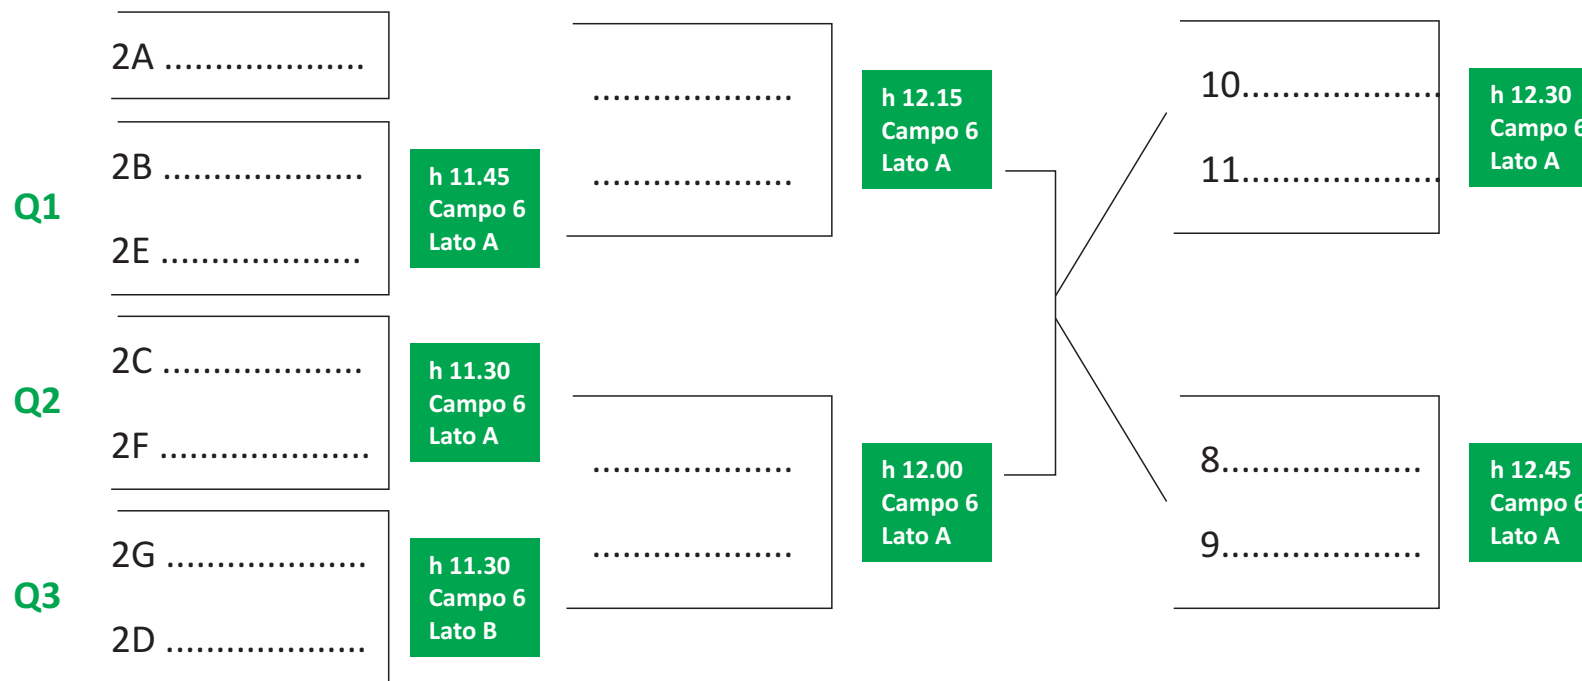 2A ....................
Q1
2B ....................
2E ....................
h 11.45
Campo 6
Lato A
Q2
2C ....................
2F .....................
h 11.30
Campo 6
Lato A
Q3
2G ....................
2D ....................
h 11.30
Campo 6
Lato B
....................
....................
h 12.15
Campo 6
Lato A
....................
....................
h 12.00
Campo 6
Lato A
10....................
11....................
h 12.30
Campo 6
Lato A
8....................
9....................
h 12.45
Campo 6
Lato A